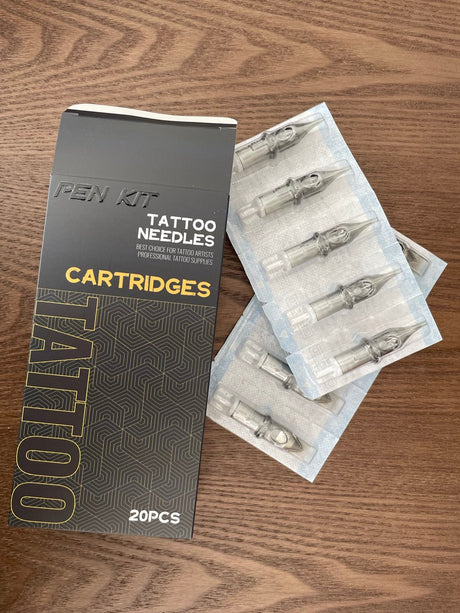 PEN KIT
TATTOO
NEEDLES
BEST CHOICE FOR TATTOO ARTISTS
PROFESSIONAL TATTOO SUPPLIES
CARTRIDGES
TATTOO
20PCS